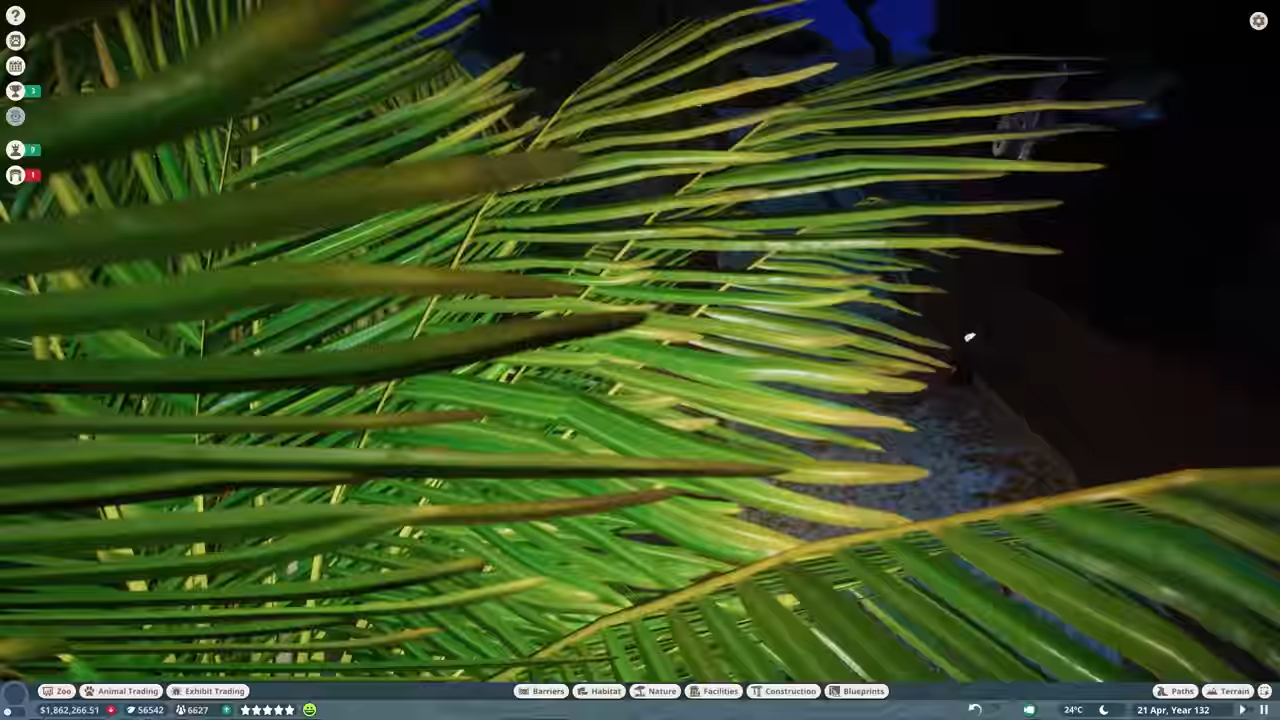 ?
3
9
1
Zoo
Animal Trading
Exhibit Trading
Barriers
Habitat
Nature
Facilities
Construction
Blueprints
Paths
Terrain
$1,862,266.51
56542
6627
24°C
21 Apr, Year 132